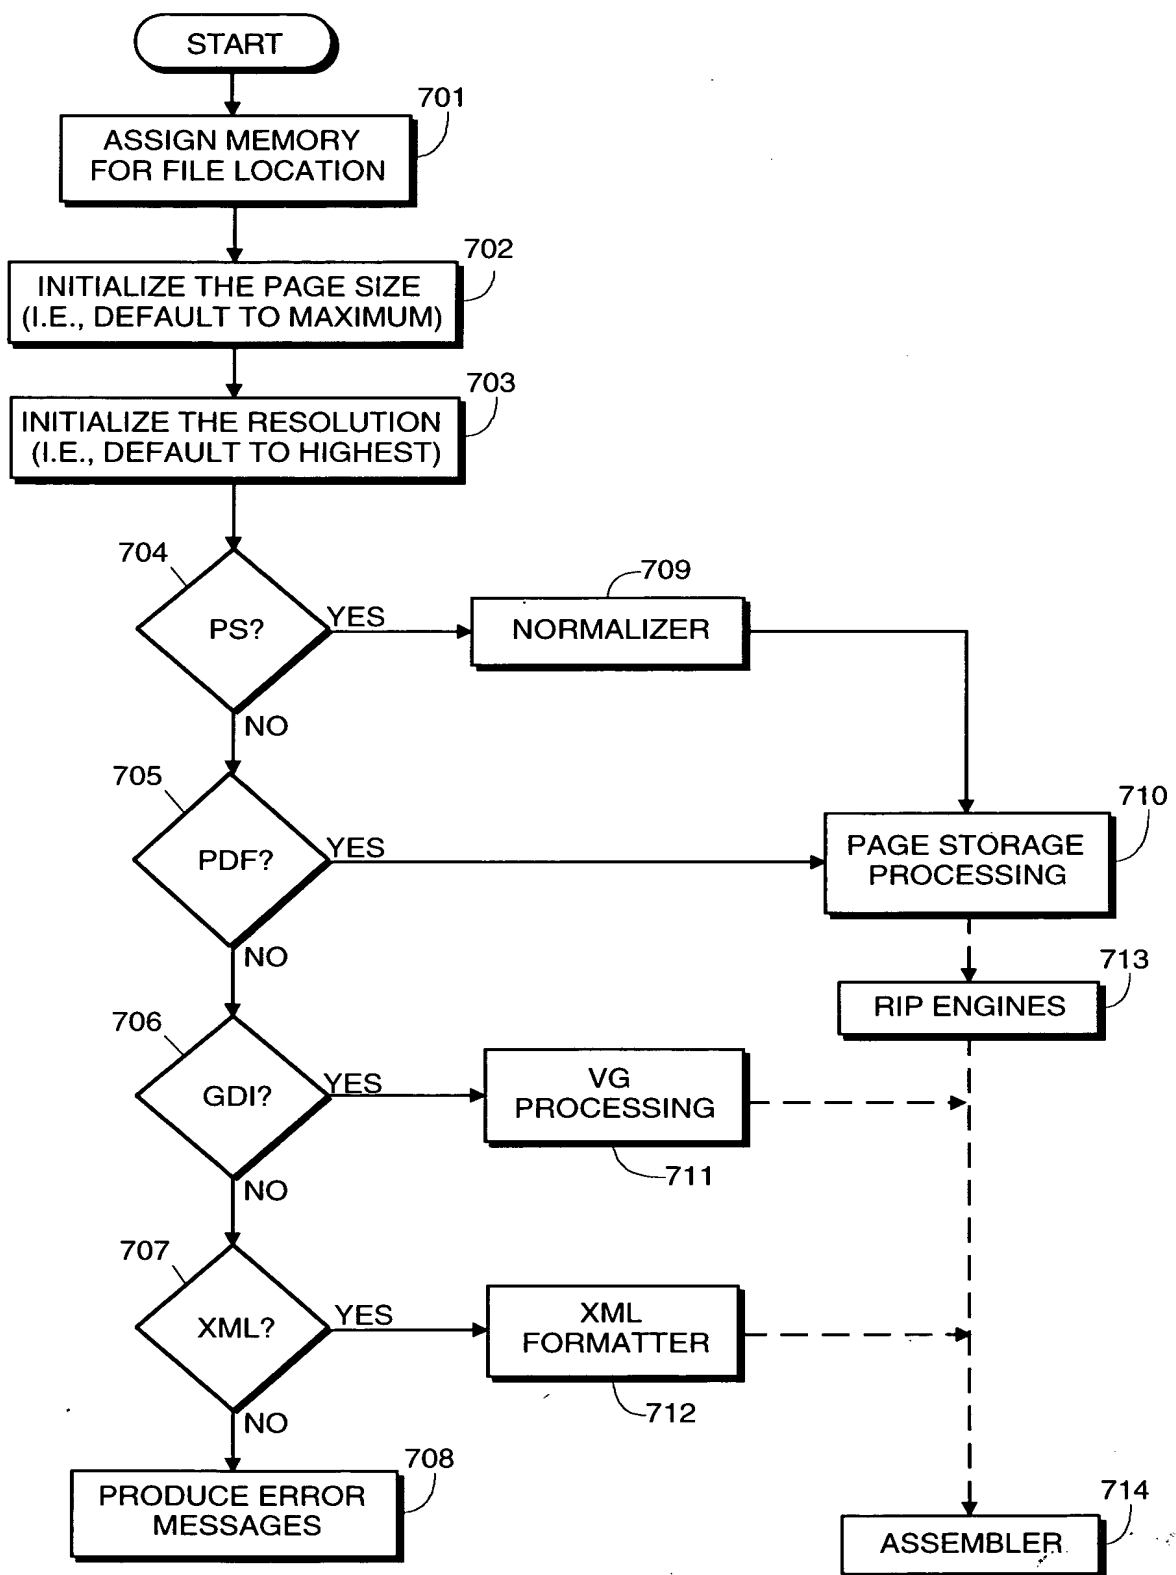 START
701
ASSIGN MEMORY
FOR FILE LOCATION
702
INITIALIZE THE PAGE SIZE
(I.E., DEFAULT TO MAXIMUM)
703
INITIALIZE THE RESOLUTION
(I.E., DEFAULT TO HIGHEST)
704
PS?
YES
709
NORMALIZER
NO
705
PDF?
YES
710
PAGE STORAGE
PROCESSING
NO
713
RIP ENGINES
706
GDI?
YES
VG
PROCESSING
711
NO
707
XML?
YES
XML
FORMATTER
712
NO
708
PRODUCE ERROR
MESSAGES
714
ASSEMBLER